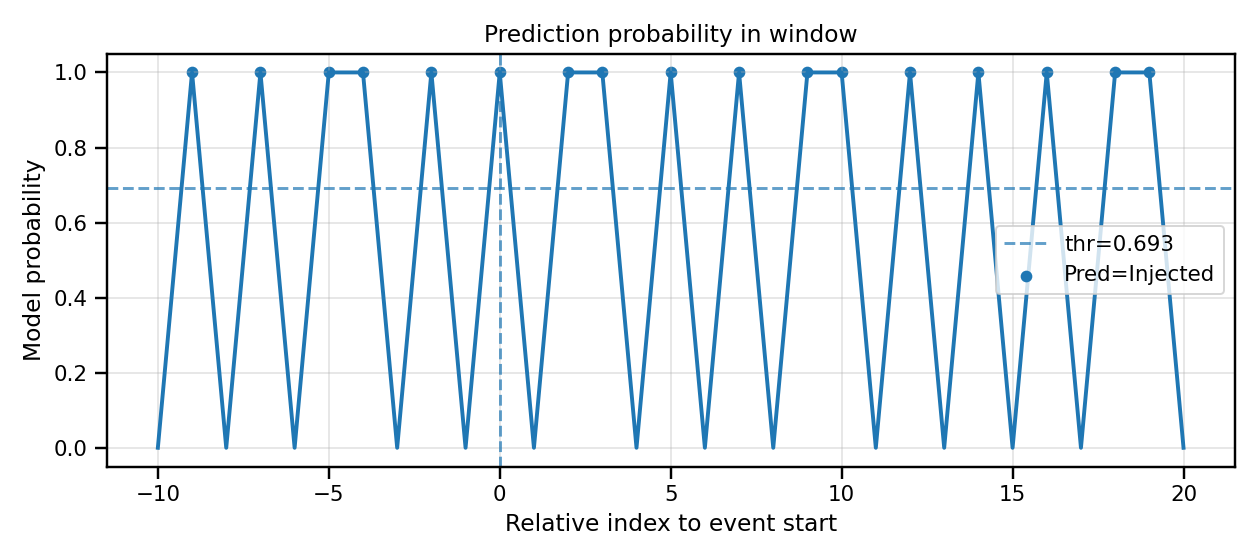 Prediction probability in window
Model probability
1.0
0.8
0.6
0.4
0.2
0.0
thr=0.693
Pred=Injected
−10 −5 0 5 10 15 20
Relative index to event start